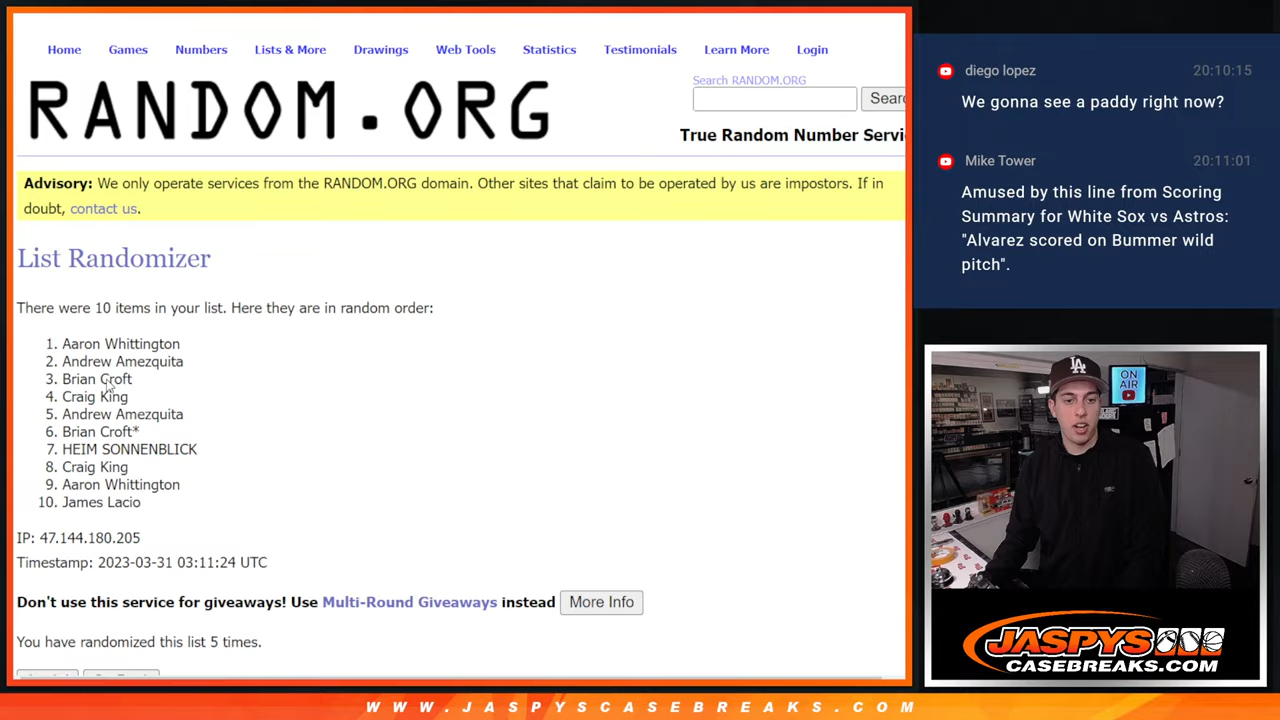 Home Games Numbers Lists & More Drawings Web Tools Statistics Testimonials Learn More Login
RANDOM.ORG
Search RANDOM.ORG
Searc
True Random Number Servi
Advisory: We only operate services from the RANDOM.ORG domain. Other sites that claim to be operated by us are impostors. If in
doubt, contact us.
List Randomizer
There were 10 items in your list. Here they are in random order:
1. Aaron Whittington
2. Andrew Amezquita
3. Brian Croft
4. Craig King
5. Andrew Amezquita
6. Brian Croft*
7. HEIM SONNENBLICK
8. Craig King
9. Aaron Whittington
10. James Lacio
IP: 47.144.180.205
Timestamp: 2023-03-31 03:11:24 UTC
Don't use this service for giveaways! Use Multi-Round Giveaways instead More Info
You have randomized this list 5 times.
diego lopez 20:10:15
We gonna see a paddy right now?
Mike Tower 20:11:01
Amused by this line from Scoring
Summary for White Sox vs Astros:
"Alvarez scored on Bummer wild
pitch".
LA
ON
AIR
JASPYS
CASEBREAKS.COM
WWW.JASPYSCASEBREAKS.COM